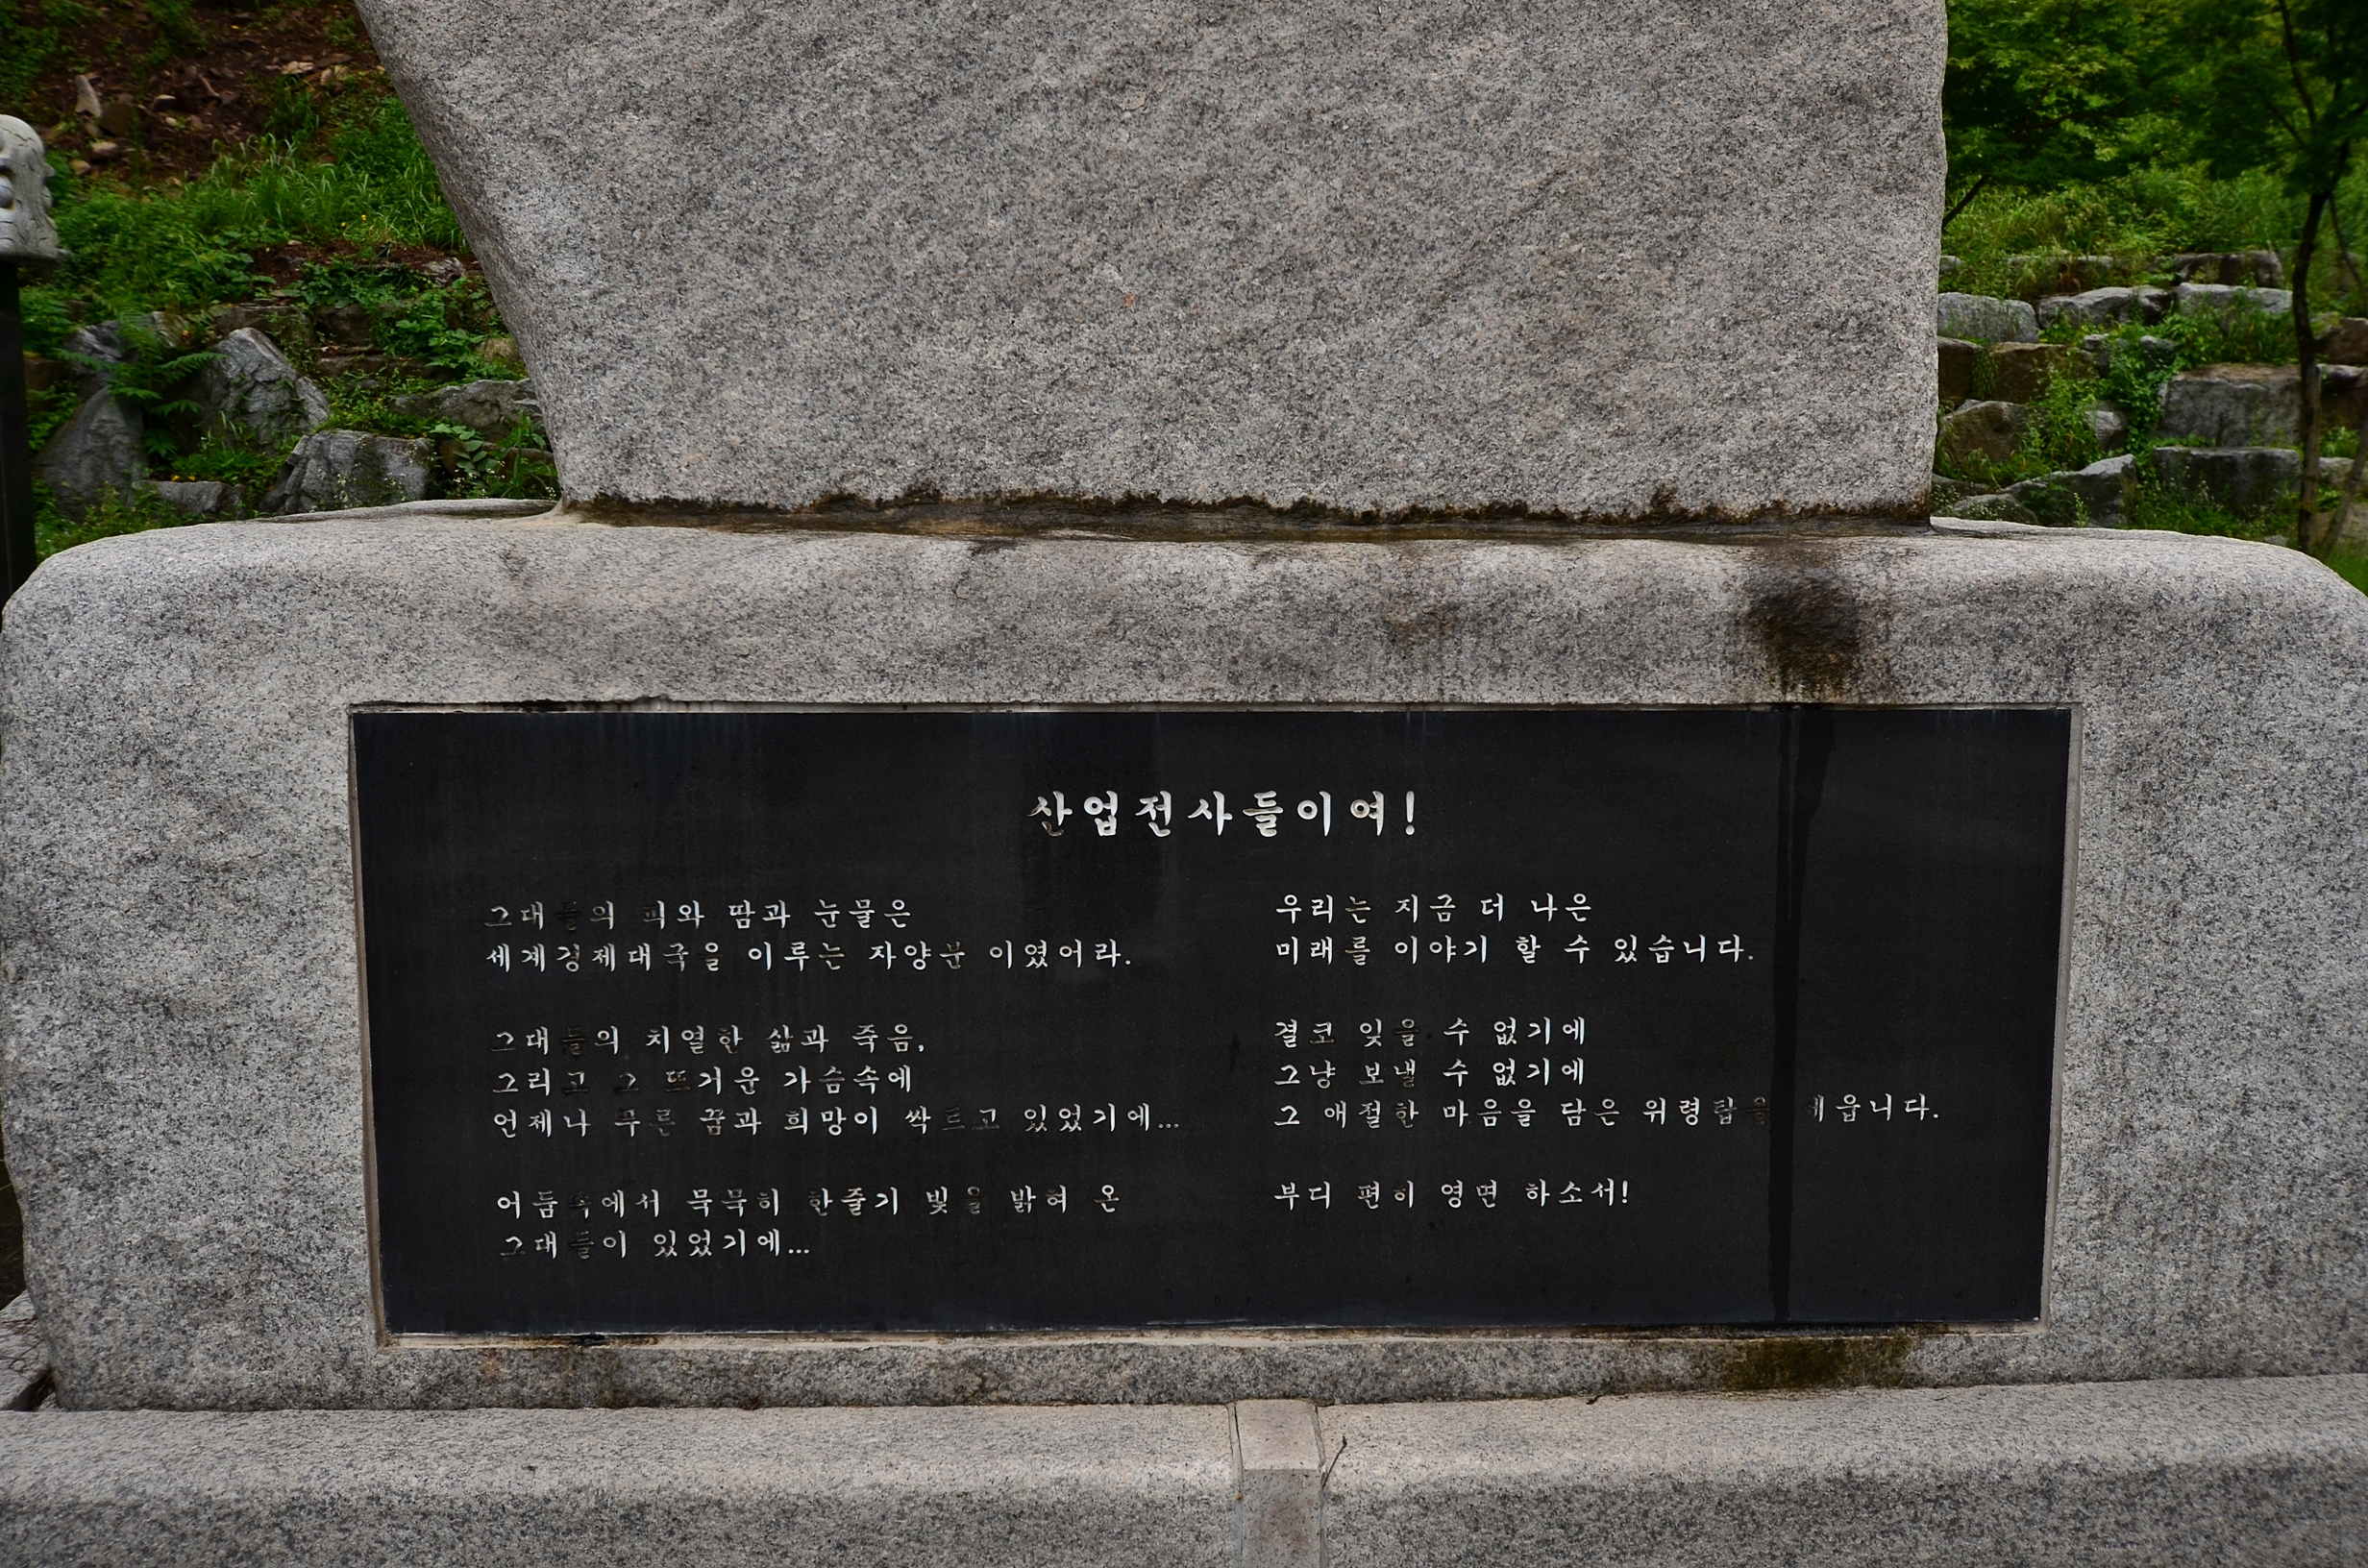 산업전사들이여!
그대들의 피와 땀과 눈물은
세계경제대국을 이루는 자양분 이였어라.
그대들의 치열한 삶과 죽음,
그리고 그 뜨거운 가슴속에
언제나 푸른 꿈과 희망이 싹트고 있었기에...
어둠속에서 묵묵히 한줄기 빛을 밝혀 온
그대들이 있었기에...
우리는 지금 더 나은
미래를 이야기 할 수 있습니다.
결코 잊을 수 없기에
그냥 보낼 수 없기에
그 애절한 마음을 담은 위령탑을 세웁니다.
부디 편히 영면 하소서!